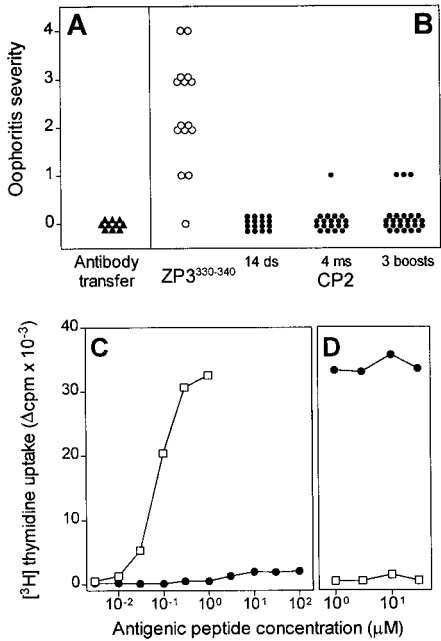 A
B
Oophoritis severity
4
3
2
1
0
Antibody transfer
ZP3³³⁰⁻³⁴⁰
14 ds
4 ms
3 boosts
CP2
C
D
[³H] thymidine uptake (Δcpm x 10⁻³)
40
30
20
10
0
10⁻² 10⁻¹ 10⁰ 10¹ 10²
10⁰ 10¹
Antigenic peptide concentration (μM)